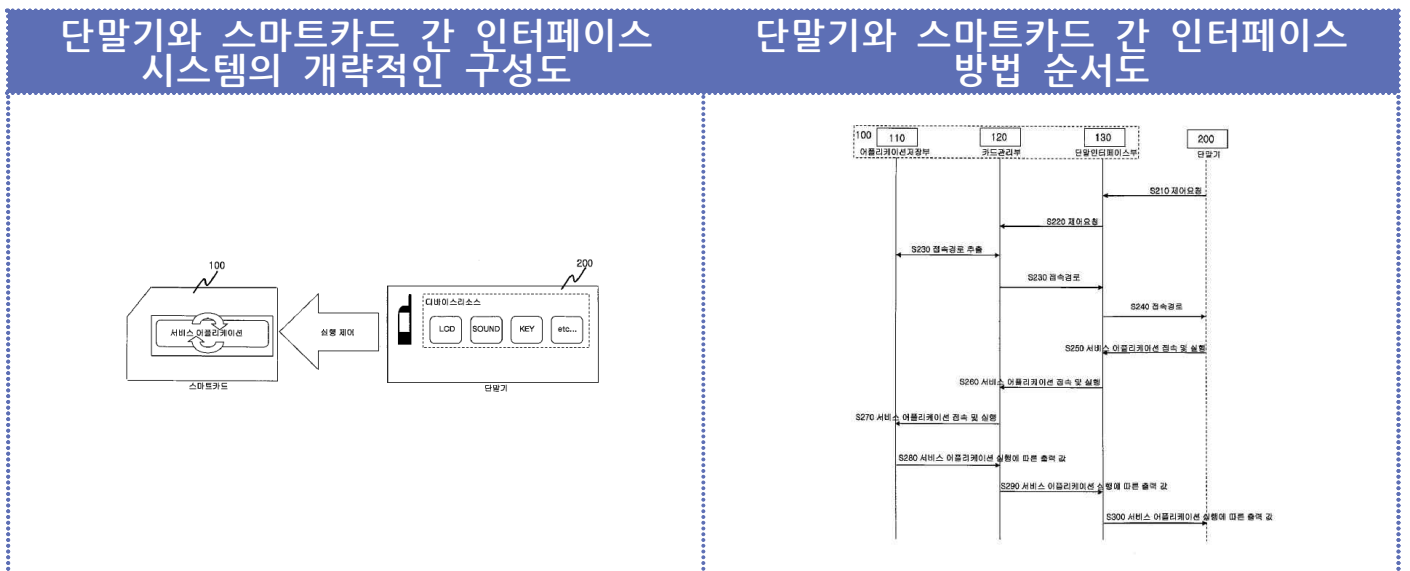 단말기와 스마트카드 간 인터페이스
시스템의 개략적인 구성도
단말기와 스마트카드 간 인터페이스
방법 순서도
100
200
디바이스리소스
LCD
SOUND
KEY
etc...
서비스 어플리케이션
실행 제어
스마트카드
단말기
100
110
120
130
200
어플리케이션저장부
카드관리부
단말인터페이스부
단말기
S210 제어요청
S220 제어요청
S230 접속경로 추출
S230 접속경로
S240 접속경로
S250 서비스 어플리케이션 접속 및 실행
S260 서비스 어플리케이션 접속 및 실행
S270 서비스 어플리케이션 접속 및 실행
S280 서비스 어플리케이션 실행에 따른 출력 값
S290 서비스 어플리케이션 실행에 따른 출력 값
S300 서비스 어플리케이션 실행에 따른 출력 값